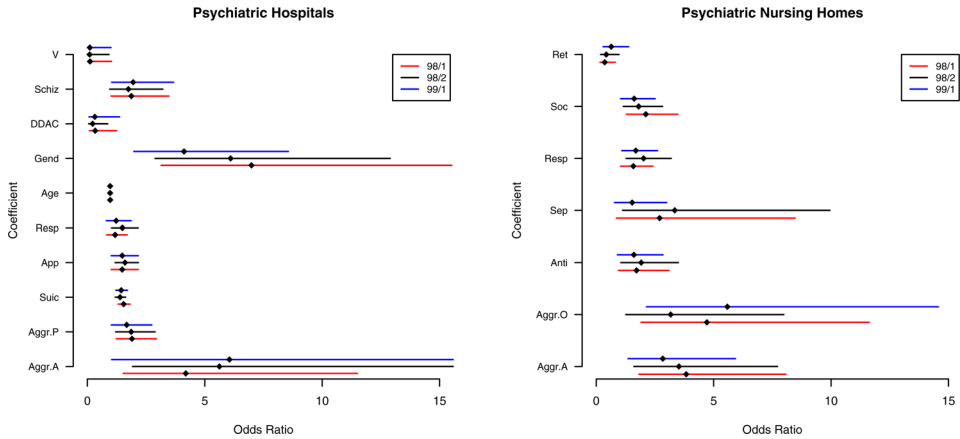 Psychiatric Hospitals
V
Schiz
DDAC
Gend
Age
Resp
App
Suic
Aggr.P
Aggr.A
Coefficient
0 5 10 15
Odds Ratio
98/1
98/2
99/1
Psychiatric Nursing Homes
Ret
Soc
Resp
Sep
Anti
Aggr.O
Aggr.A
Coefficient
0 5 10 15
Odds Ratio
98/1
98/2
99/1